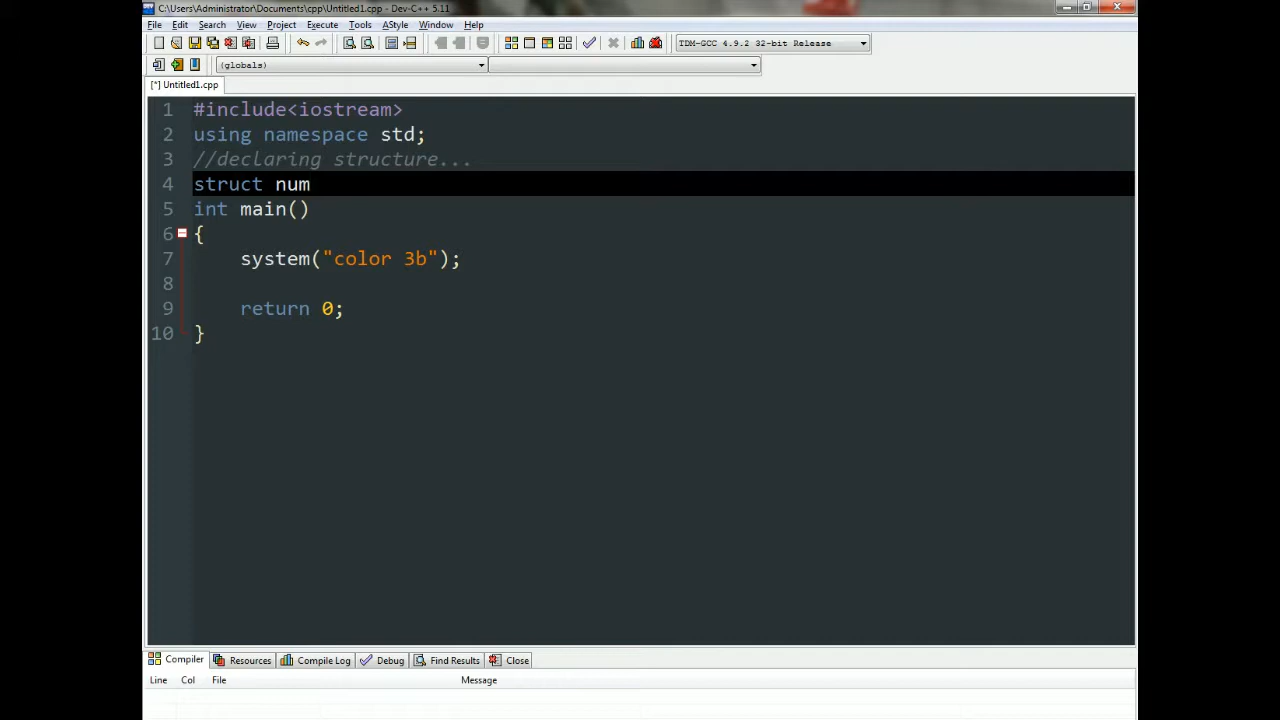 C:\Users\Administrator\Documents\cpp\Untitled1.cpp - Dev-C++ 5.11
File Edit Search View Project Execute Tools AStyle Window Help
TDM-GCC 4.9.2 32-bit Release
(globals)
[*] Untitled1.cpp
1 #include<iostream>
2 using namespace std;
3 //declaring structure...
4 struct num
5 int main()
6 {
7 system("color 3b");
8
9 return 0;
10 }
Compiler Resources Compile Log Debug Find Results Close
Line Col File Message